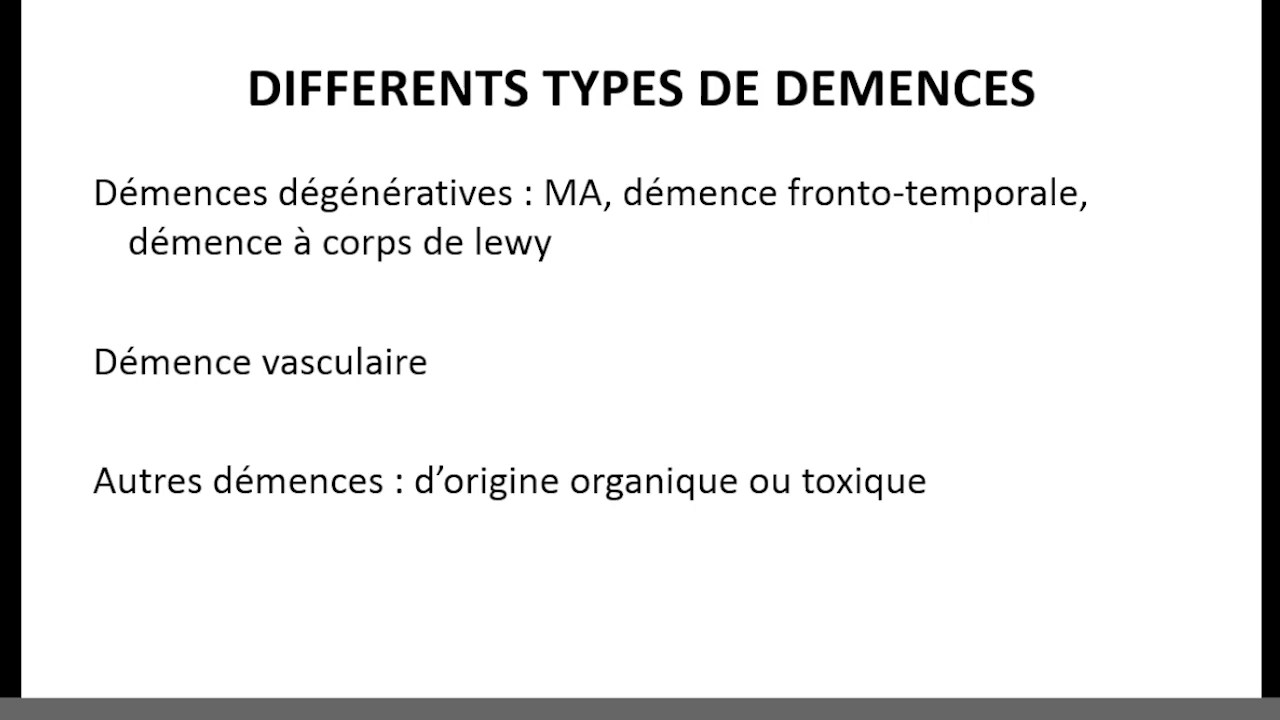 DIFFERENTS TYPES DE DEMENCES
Démences dégénératives : MA, démence fronto-temporale,
démence à corps de lewy
Démence vasculaire
Autres démences : d’origine organique ou toxique